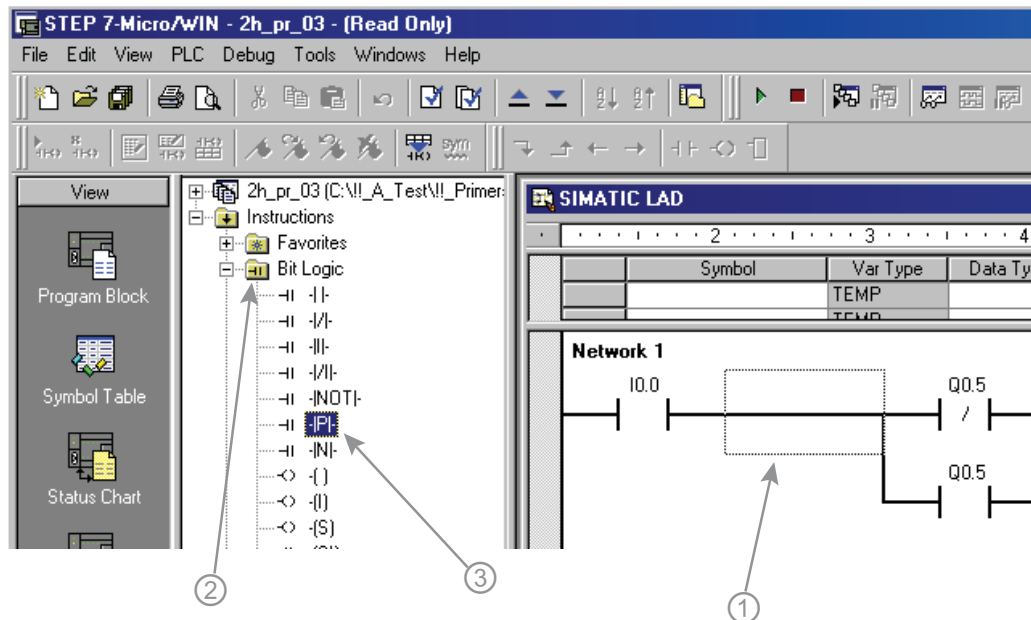 STEP 7-Micro/WIN - 2h_pr_03 - (Read Only)
File Edit View PLC Debug Tools Windows Help
sym
View
Program Block
Symbol Table
Status Chart
2h_pr_03 (C:\!!_A_Test\!!_Primer
Instructions
Favorites
Bit Logic
-| |-
-|/|-
-|I|-
-|/I|-
-|NOT|-
-|P|-
-|N|-
-( )
-(I)
-(S)
SIMATIC LAD
2 3 4
Symbol Var Type Data Ty
TEMP
TEMP
Network 1
I0.0 Q0.5
/
Q0.5
1
2
3